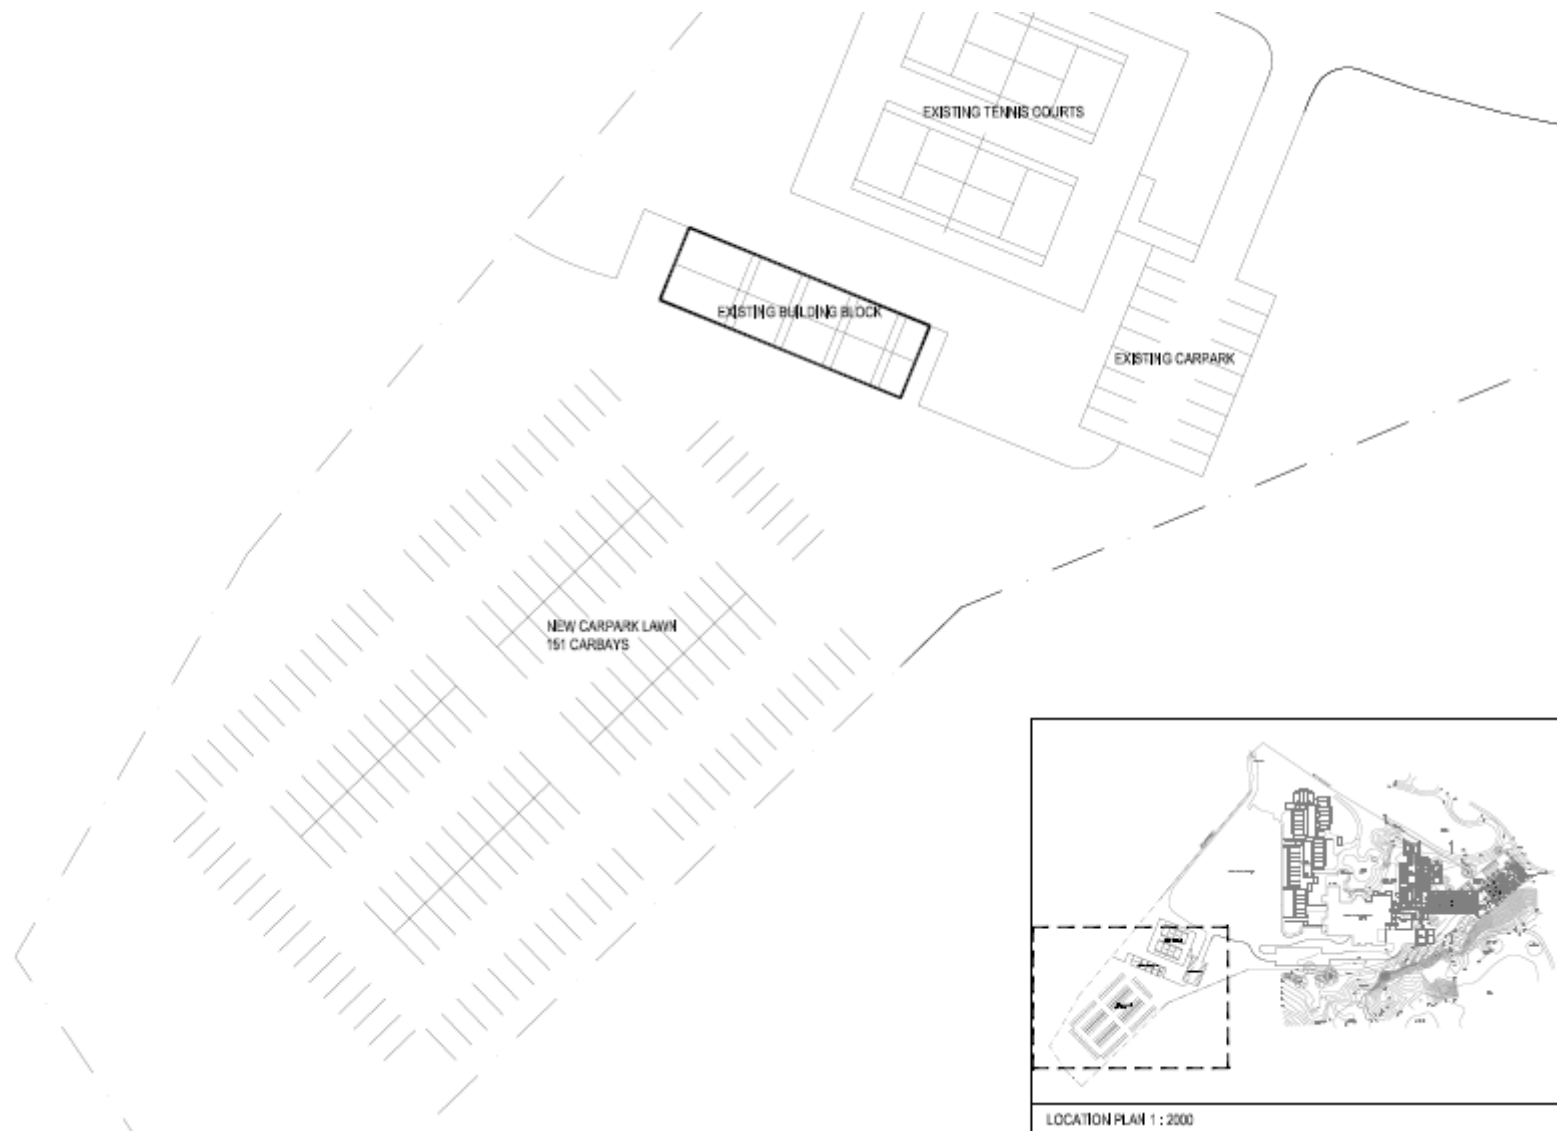 EXISTING TENNIS COURTS
EXISTING BUILDING BLOCK
EXISTING CARPARK
NEW CARPARK LAWN
151 CARBAYS
LOCATION PLAN 1 : 2000